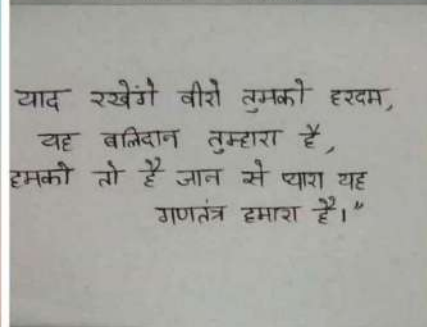 याद रखेंगे वीरो तुमको हरदम,
यह बलिदान तुम्हारा है,
हमको तो है जान से प्यारा यह
गणतंत्र हमारा है।"